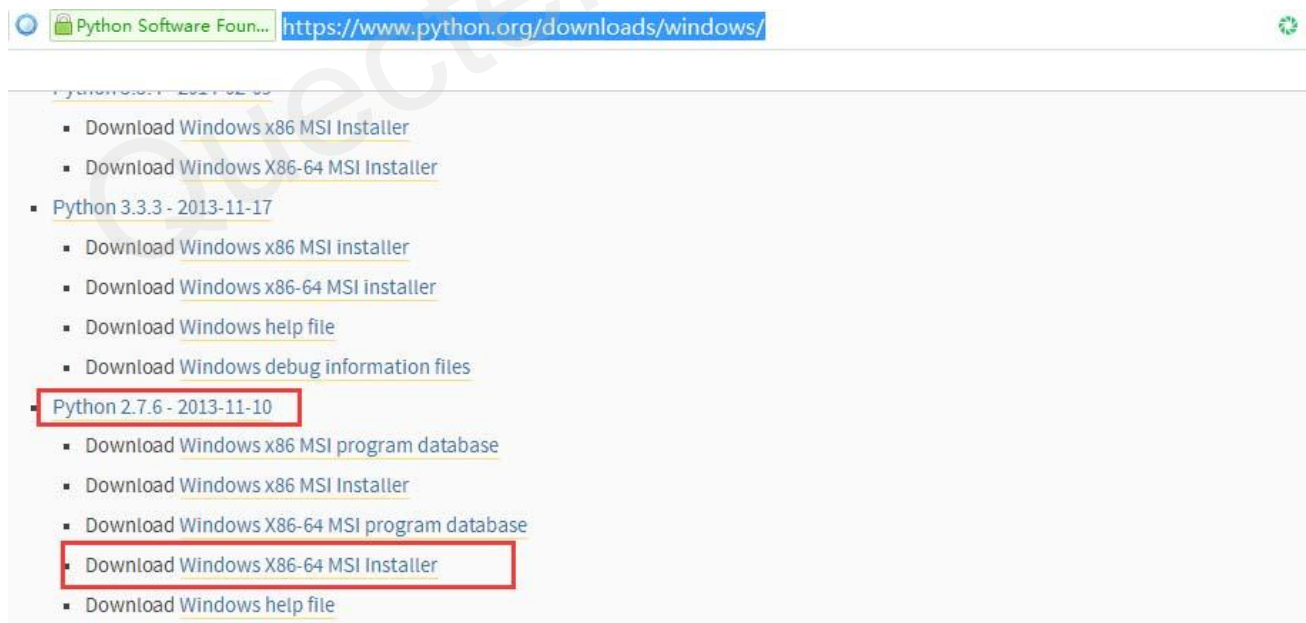 Python Software Foun... https://www.python.org/downloads/windows/
Download Windows x86 MSI Installer
Download Windows X86-64 MSI Installer
Python 3.3.3 - 2013-11-17
Download Windows x86 MSI installer
Download Windows x86-64 MSI installer
Download Windows help file
Download Windows debug information files
Python 2.7.6 - 2013-11-10
Download Windows x86 MSI program database
Download Windows x86 MSI Installer
Download Windows X86-64 MSI program database
Download Windows X86-64 MSI Installer
Download Windows help file